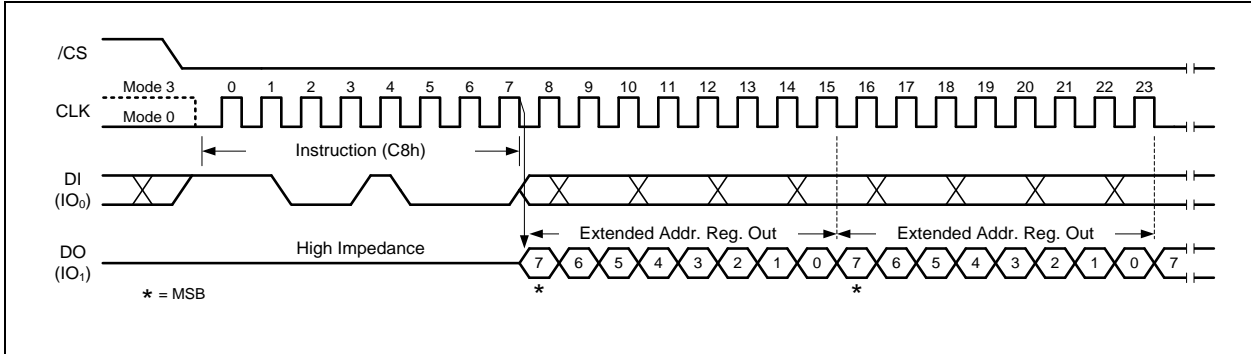 /CS
Mode 3 0 1 2 3 4 5 6 7 8 9 10 11 12 13 14 15 16 17 18 19 20 21 22 23
CLK
Mode 0
Instruction (C8h)
DI
(IO₀)
Extended Addr. Reg. Out Extended Addr. Reg. Out
High Impedance
DO
(IO₁)
7 6 5 4 3 2 1 0 7 6 5 4 3 2 1 0 7
* *
* = MSB